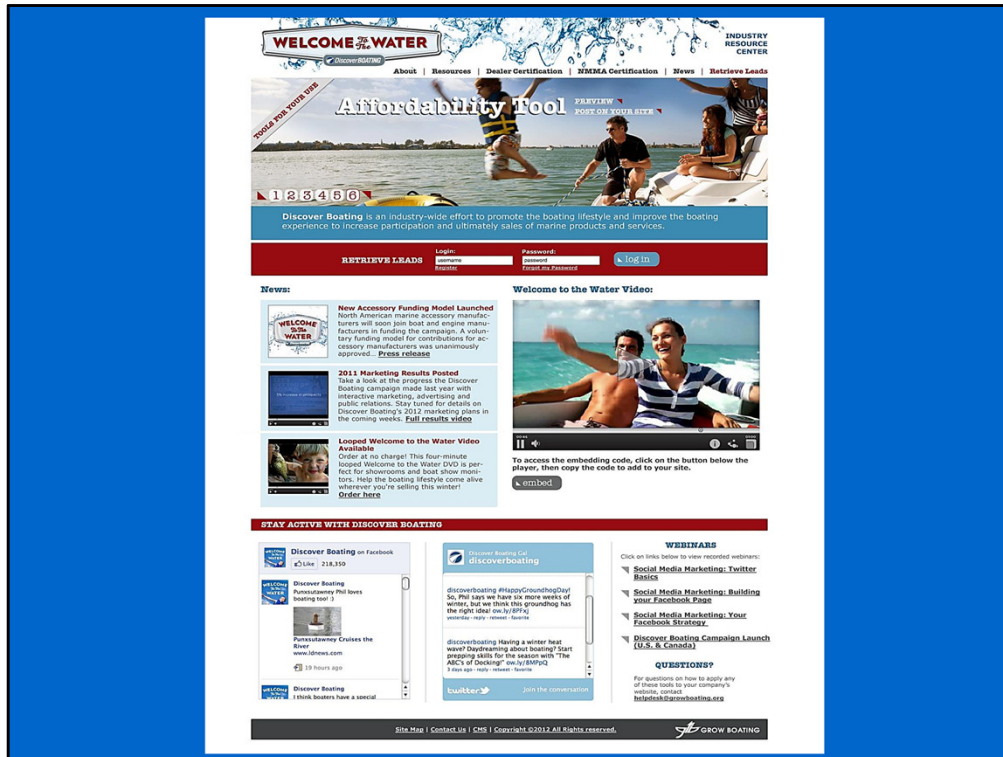 WELCOME To The WATER
DiscoverBOATING
INDUSTRY
RESOURCE
CENTER
About | Resources | Dealer Certification | NMMA Certification | News | Retrieve Leads
TOOLS FOR YOUR USE
Affordability Tool
PREVIEW
POST ON YOUR SITE
1 2 3 4 5 6
Discover Boating is an industry-wide effort to promote the boating lifestyle and improve the boating
experience to increase participation and ultimately sales of marine products and services.
RETRIEVE LEADS
Login:
username
Register
Password:
password
Forgot my Password
log in
News:
WELCOME
To The
WATER
New Accessory Funding Model Launched
North American marine accessory manufac-
turers will soon join boat and engine manu-
facturers in funding the campaign. A volun-
tary funding model for contributions for ac-
cessory manufacturers was unanimously
approved... Press release
2011 Marketing Results Posted
Take a look at the progress the Discover
Boating campaign made last year with
interactive marketing, advertising and
public relations. Stay tuned for details on
Discover Boating's 2012 marketing plans in
the coming weeks. Full results video
Looped Welcome to the Water Video
Available
Order at no charge! This four-minute
looped Welcome to the Water DVD is per-
fect for showrooms and boat show moni-
tors. Help the boating lifestyle come alive
wherever you're selling this winter!
Order here
Welcome to the Water Video:
To access the embedding code, click on the button below the
player, then copy the code to add to your site.
embed
STAY ACTIVE WITH DISCOVER BOATING
Discover Boating on Facebook
Like 218,350
Discover Boating
Punxsutawney Phil loves
boating too! :)
Punxsutawney Cruises the
River
www.ldnews.com
19 hours ago
Discover Boating
I think boaters have a special
Discover Boating Gal
discoverboating
discoverboating #HappyGroundhogDay!
So, Phil says we have six more weeks of
winter, but we think this groundhog has
the right idea! ow.ly/8PFxj
yesterday · reply · retweet · favorite
discoverboating Having a winter heat
wave? Daydreaming about boating? Start
prepping skills for the season with "The
ABC's of Decking!" ow.ly/8MPpQ
3 days ago · reply · retweet · favorite
twitter
Join the conversation
WEBINARS
Click on links below to view recorded webinars:
Social Media Marketing: Twitter
Basics
Social Media Marketing: Building
your Facebook Page
Social Media Marketing: Your
Facebook Strategy
Discover Boating Campaign Launch
(U.S. & Canada)
QUESTIONS?
For questions on how to apply any
of these tools to your company's
website, contact
helpdesk@growboating.org
Site Map | Contact Us | CMS | Copyright ©2012 All Rights reserved.
GROW BOATING